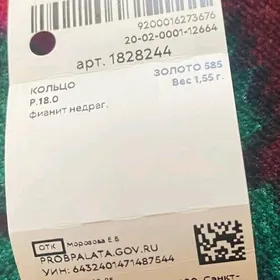 9200016273676
20-02-0001-12664
арт. 1828244
КОЛЬЦО ЗОЛОТО 585
Р.18.0 Вес 1,55 г.
фианит недраг.
ОТК Морозова Е.Б
PROBPALATA.GOV.RU
УИН: 6432401471487544
Санкт-